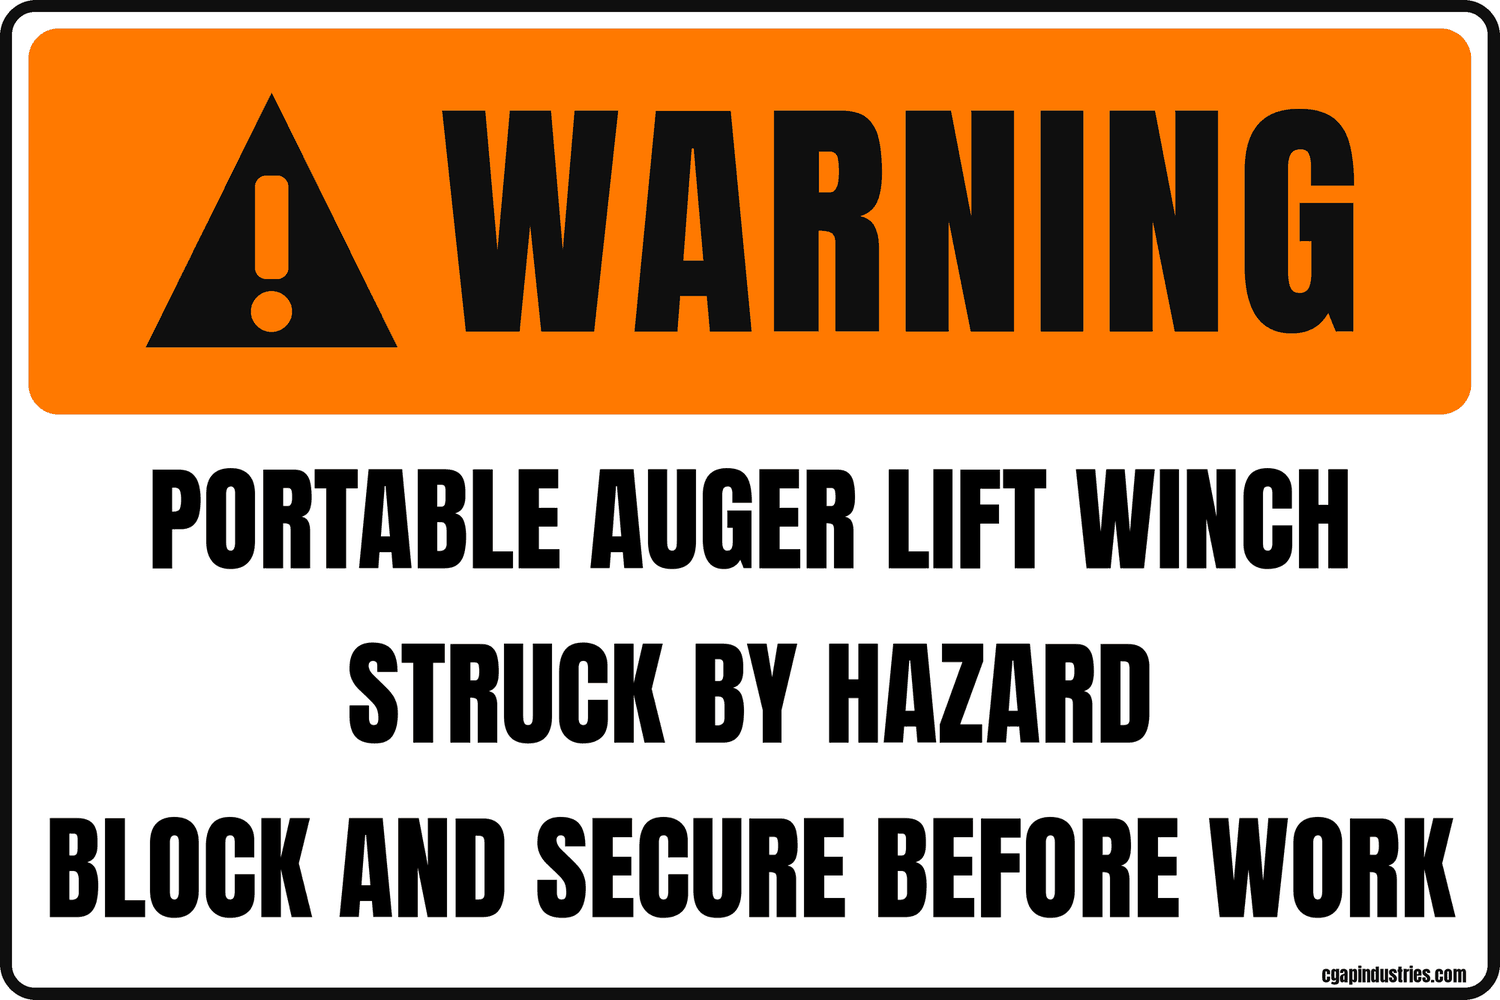 WARNING
PORTABLE AUGER LIFT WINCH
STRUCK BY HAZARD
BLOCK AND SECURE BEFORE WORK
cgapindustries.com